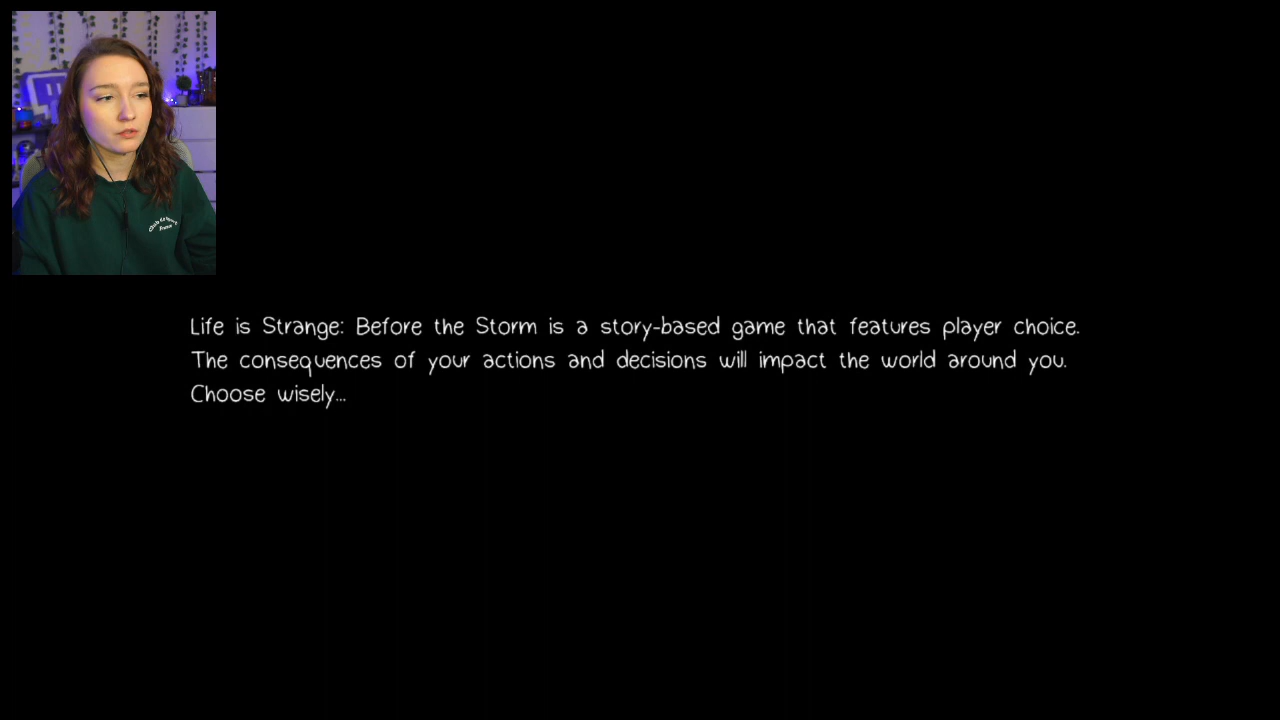 Life is Strange: Before the Storm is a story-based game that features player choice.
The consequences of your actions and decisions will impact the world around you.
Choose wisely...